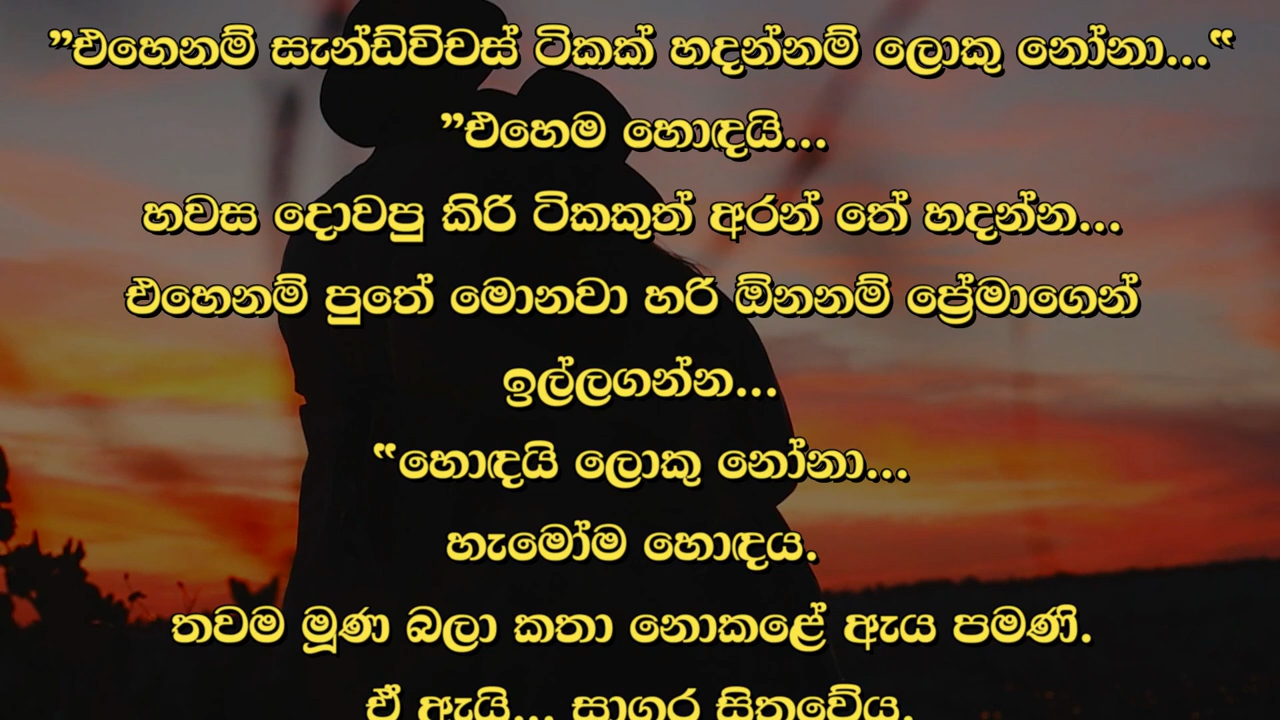 ”එහෙනම් සැන්ඩ්විචස් ටිකක් හදන්නම් ලොකු නෝනා...“
”එහෙම හොඳයි...
හවස දොවපු කිරි ටිකකුත් අරන් තේ හදන්න...
එහෙනම් පුතේ මොනවා හරි ඕනනම් ප්‍රේමාගෙන්
ඉල්ලගන්න...
“හොඳයි ලොකු නෝනා...
හැමෝම හොඳය.
තවම මූණ බලා කතා නොකළේ ඇය පමණි.
ඒ ඇයි... සාගර සිතුවේය.